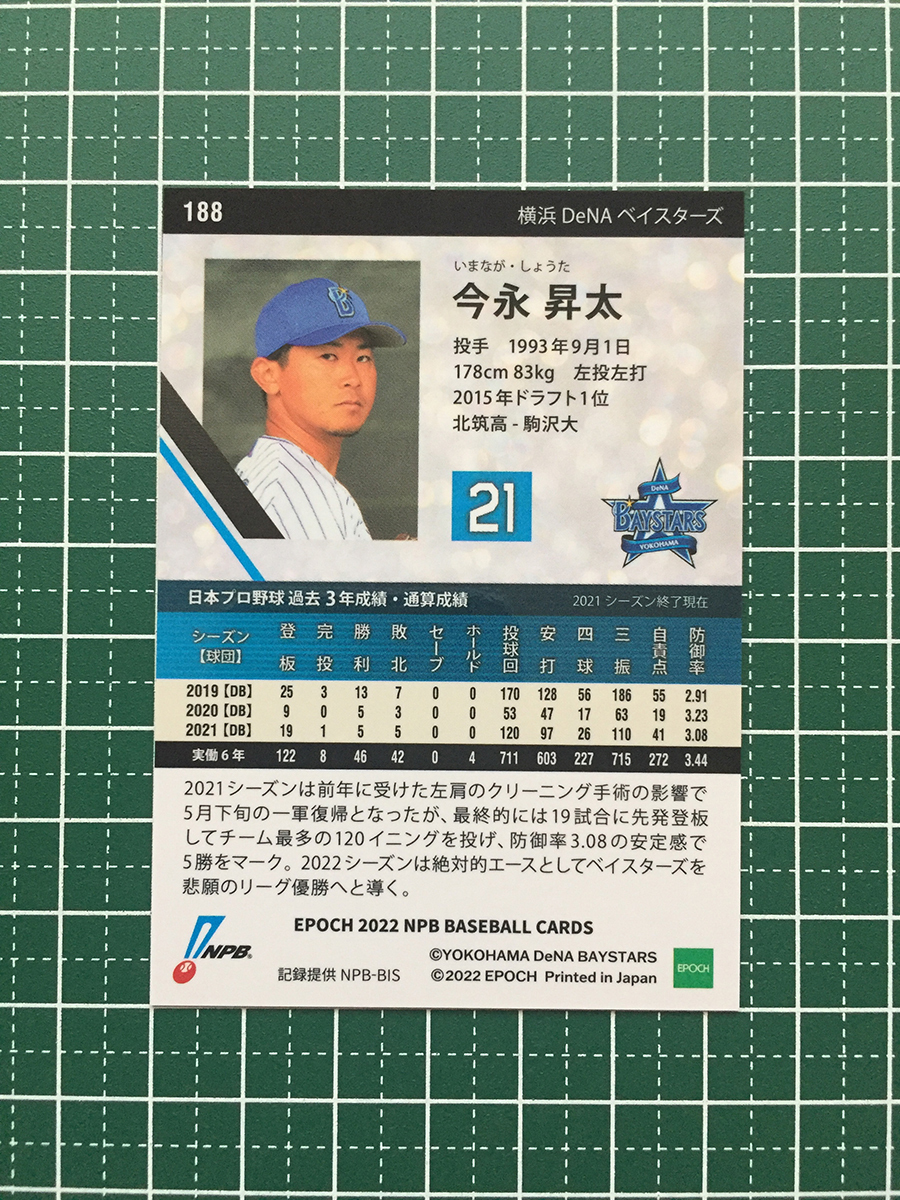 188
横浜 DeNA ベイスターズ
いまなが・しょうた
今永 昇太
投手 1993年9月1日
178cm 83kg 左投左打
2015年ドラフト1位
北筑高 - 駒沢大
21
DeNA
BAYSTARS
YOKOHAMA
日本プロ野球 過去3年成績・通算成績
2021シーズン終了現在
シーズン【球団】 登板 完投 勝利 敗北 セーブ ホールド 投球回 安打 四球 三振 自責点 防御率
2019【DB】 25 3 13 7 0 0 170 128 56 186 55 2.91
2020【DB】 9 0 5 3 0 0 53 47 17 63 19 3.23
2021【DB】 19 1 5 5 0 0 120 97 26 110 41 3.08
実働6年 122 8 46 42 0 4 711 603 227 715 272 3.44
2021シーズンは前年に受けた左肩のクリーニング手術の影響で
5月下旬の一軍復帰となったが、最終的には19試合に先発登板
してチーム最多の120イニングを投げ、防御率3.08の安定感で
5勝をマーク。2022シーズンは絶対的エースとしてベイスターズを
悲願のリーグ優勝へと導く。
EPOCH 2022 NPB BASEBALL CARDS
NPB
©YOKOHAMA DeNA BAYSTARS
記録提供 NPB-BIS
©2022 EPOCH Printed in Japan
EPOCH